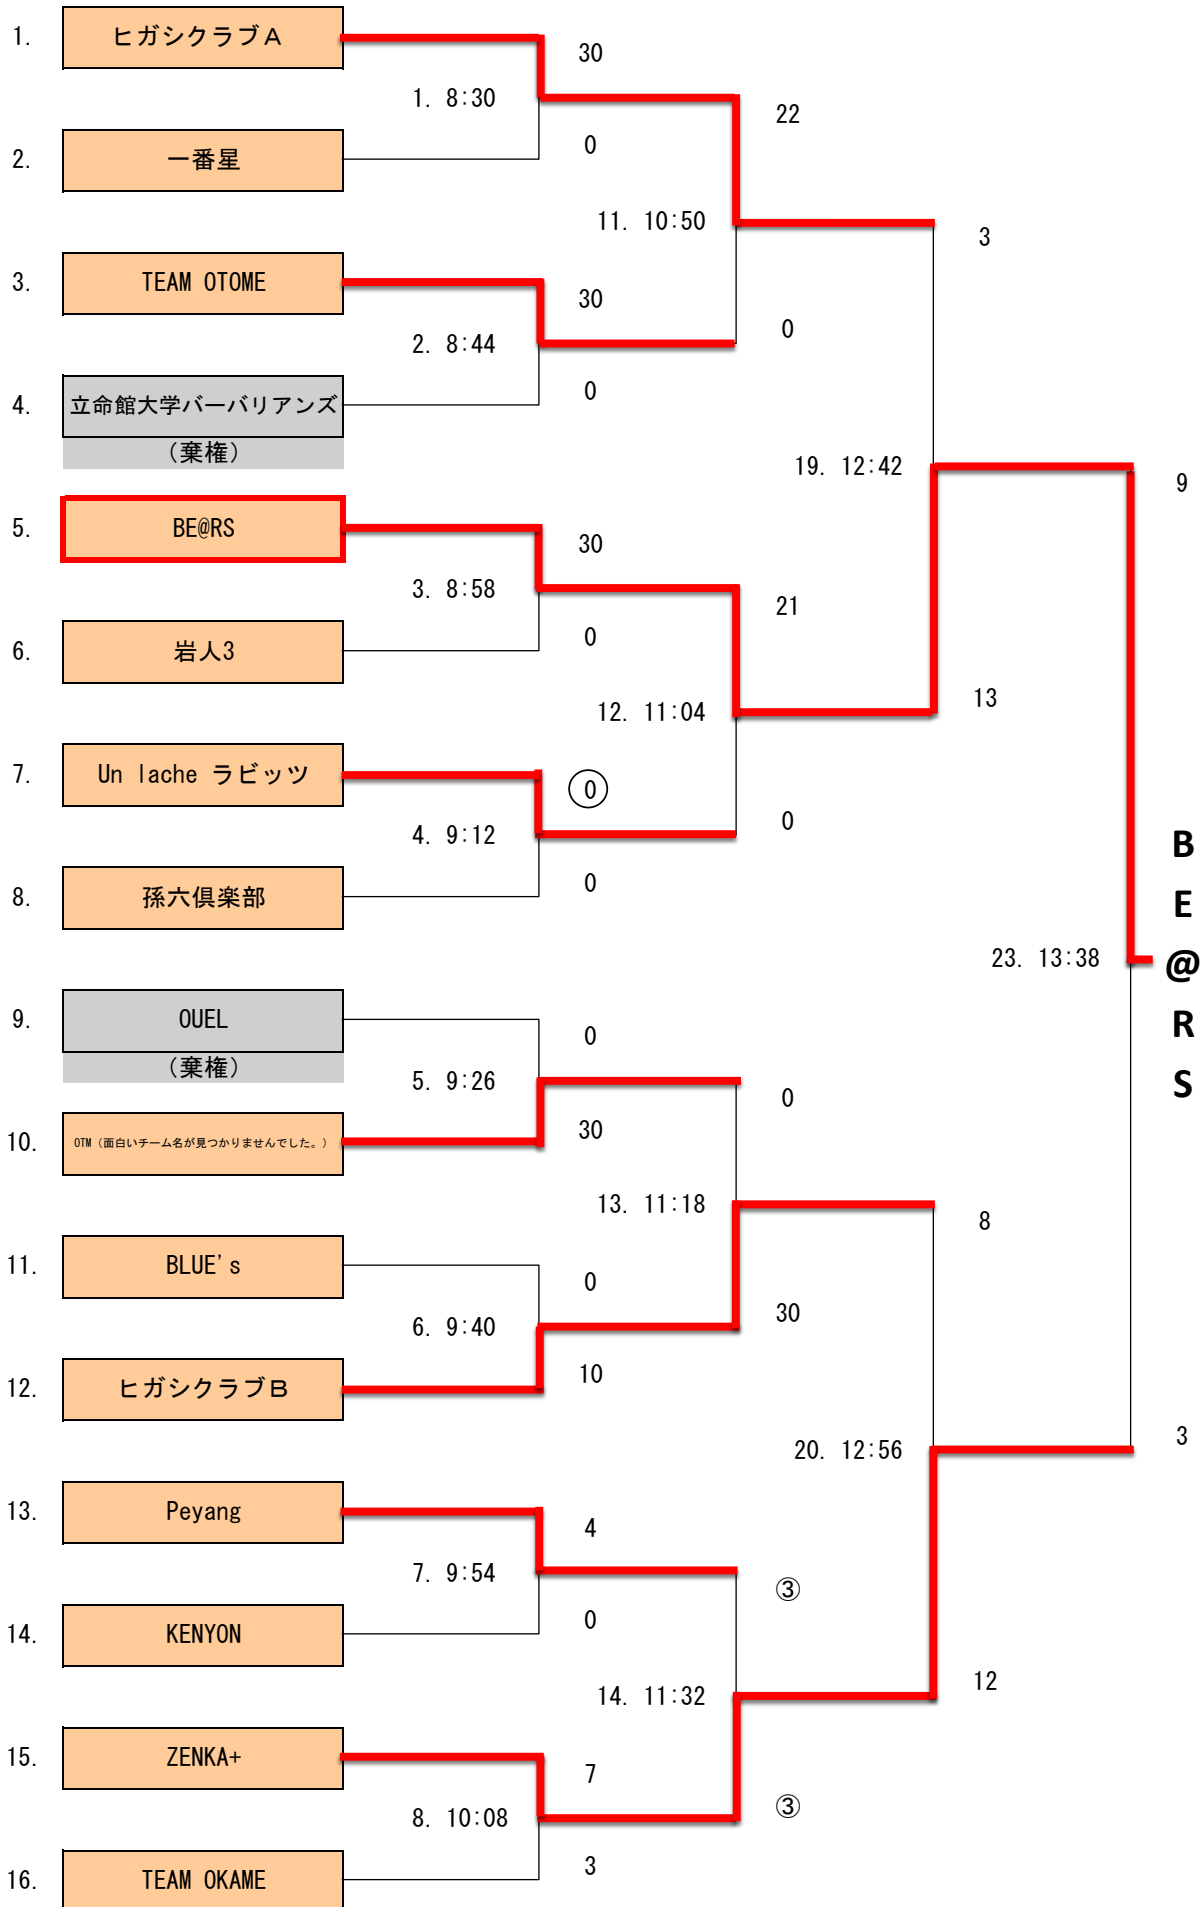 1. ヒガシクラブA
30
1. 8:30
22
0
2. 一番星
11. 10:50
3
3. TEAM OTOME
30
0
2. 8:44
0
4. 立命館大学バーバリアンズ
(棄権)
19. 12:42
9
5. BE@RS
30
3. 8:58
21
0
6. 岩人3
13
12. 11:04
7. Un lache ラビッツ
0
0
4. 9:12
0
8. 孫六倶楽部
B
E
@
R
S
23. 13:38
9. OUEL
0
(棄権)
5. 9:26
0
30
10. OTM(面白いチーム名が見つかりませんでした。)
13. 11:18
8
11. BLUE's
0
30
6. 9:40
10
12. ヒガシクラブB
3
20. 12:56
13. Peyang
4
7. 9:54
③
0
14. KENYON
12
14. 11:32
15. ZENKA+
7
③
8. 10:08
3
16. TEAM OKAME